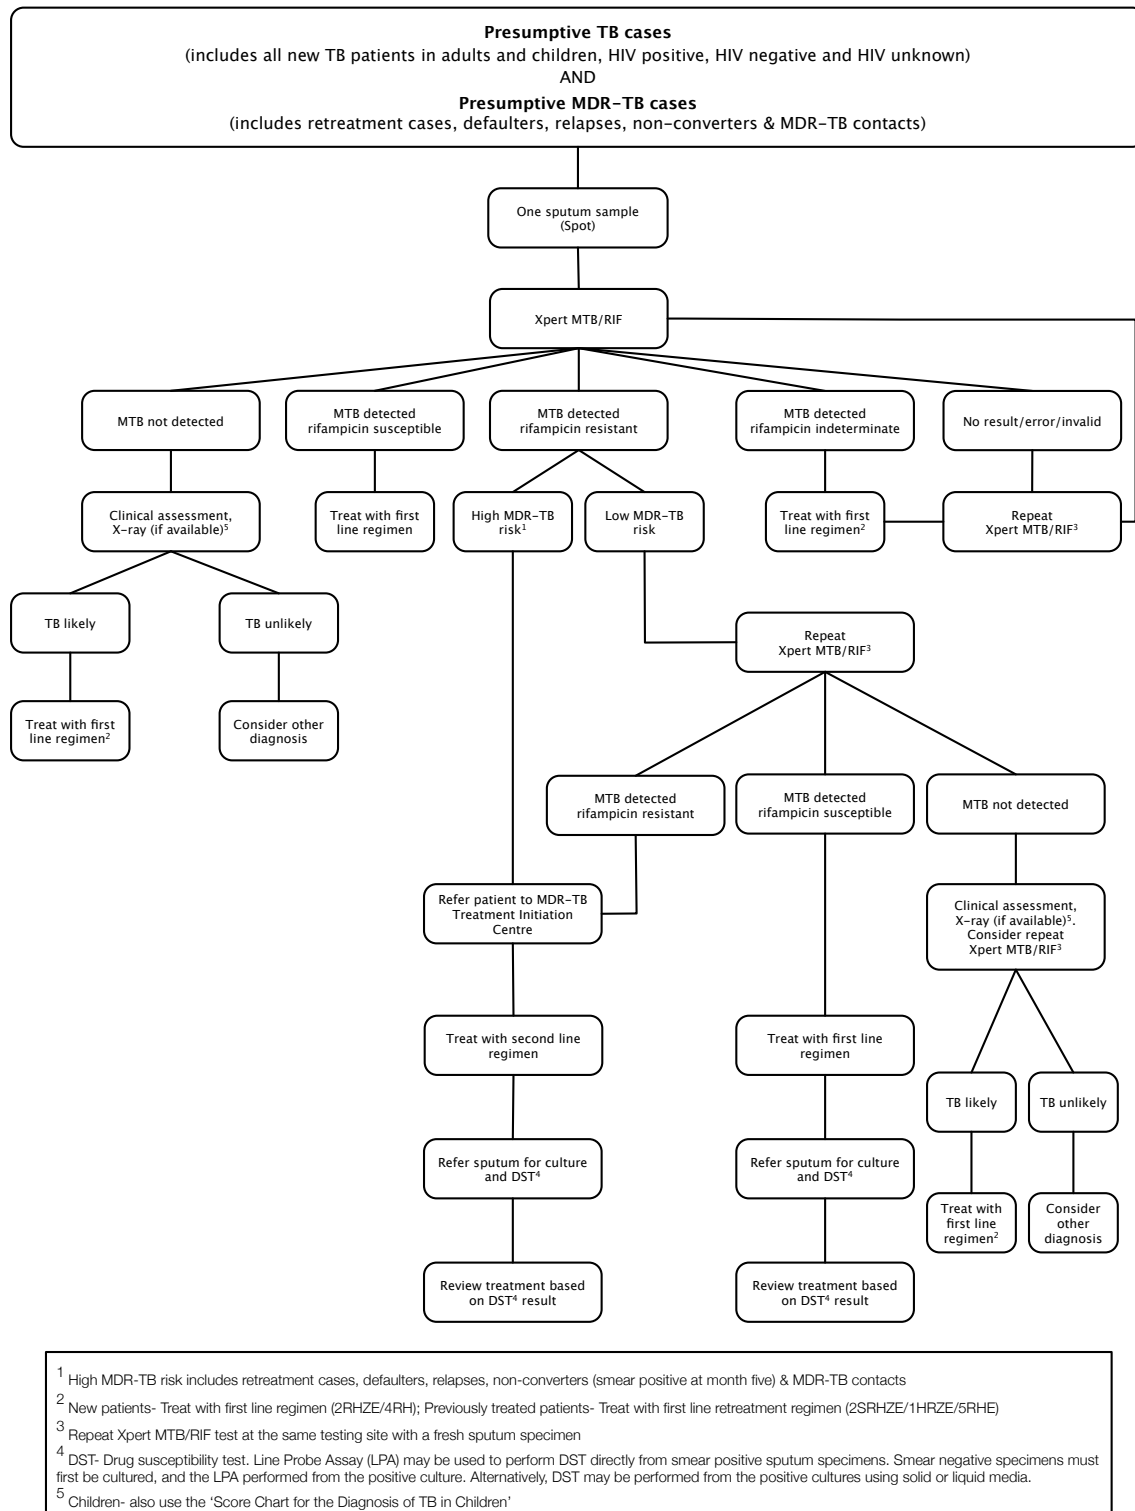 Presumptive TB cases
(includes all new TB patients in adults and children, HIV positive, HIV negative and HIV unknown)
AND
Presumptive MDR-TB cases
(includes retreatment cases, defaulters, relapses, non-converters & MDR-TB contacts)
One sputum sample
(Spot)
Xpert MTB/RIF
MTB not detected
MTB detected
rifampicin susceptible
MTB detected
rifampicin resistant
MTB detected
rifampicin indeterminate
No result/error/invalid
Clinical assessment,
X-ray (if available)⁵
Treat with first
line regimen
High MDR-TB
risk¹
Low MDR-TB
risk
Treat with first
line regimen²
Repeat
Xpert MTB/RIF³
TB likely
TB unlikely
Repeat
Xpert MTB/RIF³
Treat with first
line regimen²
Consider other
diagnosis
MTB detected
rifampicin resistant
MTB detected
rifampicin susceptible
MTB not detected
Refer patient to MDR-TB
Treatment Initiation
Centre
Clinical assessment,
X-ray (if available)⁵.
Consider repeat
Xpert MTB/RIF³
Treat with second line
regimen
Treat with first line
regimen
TB likely
TB unlikely
Refer sputum for culture
and DST⁴
Refer sputum for culture
and DST⁴
Treat with
first line
regimen²
Consider
other
diagnosis
Review treatment based
on DST⁴ result
Review treatment based
on DST⁴ result
¹ High MDR-TB risk includes retreatment cases, defaulters, relapses, non-converters (smear positive at month five) & MDR-TB contacts
² New patients- Treat with first line regimen (2RHZE/4RH); Previously treated patients- Treat with first line retreatment regimen (2SRHZE/1HRZE/5RHE)
³ Repeat Xpert MTB/RIF test at the same testing site with a fresh sputum specimen
⁴ DST- Drug susceptibility test. Line Probe Assay (LPA) may be used to perform DST directly from smear positive sputum specimens. Smear negative specimens must
first be cultured, and the LPA performed from the positive culture. Alternatively, DST may be performed from the positive cultures using solid or liquid media.
⁵ Children- also use the ‘Score Chart for the Diagnosis of TB in Children’